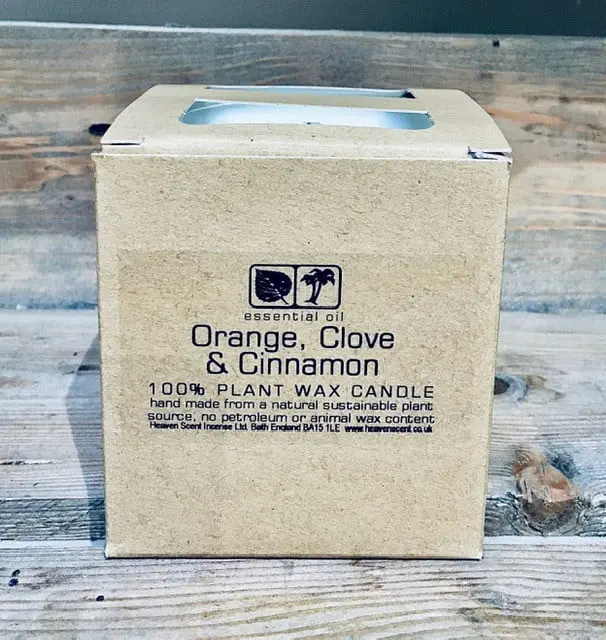 essential oil
Orange, Clove
& Cinnamon
100% PLANT WAX CANDLE
hand made from a natural sustainable plant
source, no petroleum or animal wax content
Heaven Scent Incense Ltd. Bath England BA15 1LE www.heavenscent.co.uk